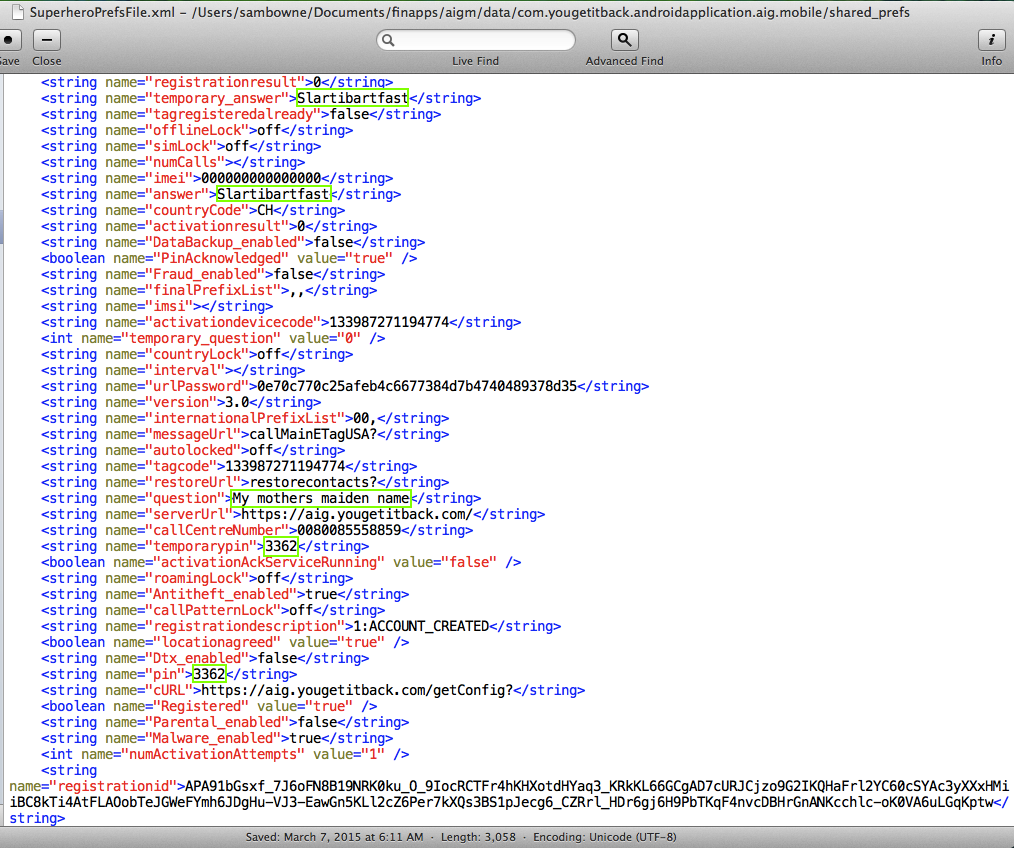 SuperheroPrefsFile.xml – /Users/sambowne/Documents/finapps/aigm/data/com.yougetitback.androidapplication.aig.mobile/shared_prefs
ave Close Live Find Advanced Find Info
<string name="registrationresult">0</string>
<string name="temporary_answer">Slartibartfast</string>
<string name="tagregisteredalready">false</string>
<string name="offlineLock">off</string>
<string name="simLock">off</string>
<string name="numCalls"></string>
<string name="imei">000000000000000</string>
<string name="answer">Slartibartfast</string>
<string name="countryCode">CH</string>
<string name="activationresult">0</string>
<string name="DataBackup_enabled">false</string>
<boolean name="PinAcknowledged" value="true" />
<string name="Fraud_enabled">false</string>
<string name="finalPrefixList">,,</string>
<string name="imsi"></string>
<string name="activationdevicecode">133987271194774</string>
<int name="temporary_question" value="0" />
<string name="countryLock">off</string>
<string name="interval"></string>
<string name="urlPassword">0e70c770c25afeb4c6677384d7b4740489378d35</string>
<string name="version">3.0</string>
<string name="internationalPrefixList">00,</string>
<string name="messageUrl">callMainETagUSA?</string>
<string name="autolocked">off</string>
<string name="tagcode">133987271194774</string>
<string name="restoreUrl">restorecontacts?</string>
<string name="question">My mothers maiden name</string>
<string name="serverUrl">https://aig.yougetitback.com/</string>
<string name="callCentreNumber">0080085558859</string>
<string name="temporarypin">3362</string>
<boolean name="activationAckServiceRunning" value="false" />
<string name="roamingLock">off</string>
<string name="Antitheft_enabled">true</string>
<string name="callPatternLock">off</string>
<string name="registrationdescription">1:ACCOUNT_CREATED</string>
<boolean name="locationagreed" value="true" />
<string name="Dtx_enabled">false</string>
<string name="pin">3362</string>
<string name="cURL">https://aig.yougetitback.com/getConfig?</string>
<boolean name="Registered" value="true" />
<string name="Parental_enabled">false</string>
<string name="Malware_enabled">true</string>
<int name="numActivationAttempts" value="1" />
<string
name="registrationid">APA91bGsxf_7J6oFN8B19NRK0ku_O_9IocRCTFr4hKHXotdHYaq3_KRkKL66GCgAD7cURJCjzo9G2IKQHaFrl2YC60cSYAc3yXXxHMi
iBC8kTi4AtFLAOobTeJGWeFYmh6JDgHu-VJ3-EawGn5KLl2cZ6Per7kXQs3BS1pJecg6_CZRrl_HDr6gj6H9PbTKqF4nvcDBHrGnANKcchlc-oK0VA6uLGqKptw</
string>
Saved: March 7, 2015 at 6:11 AM · Length: 3,058 · Encoding: Unicode (UTF-8)